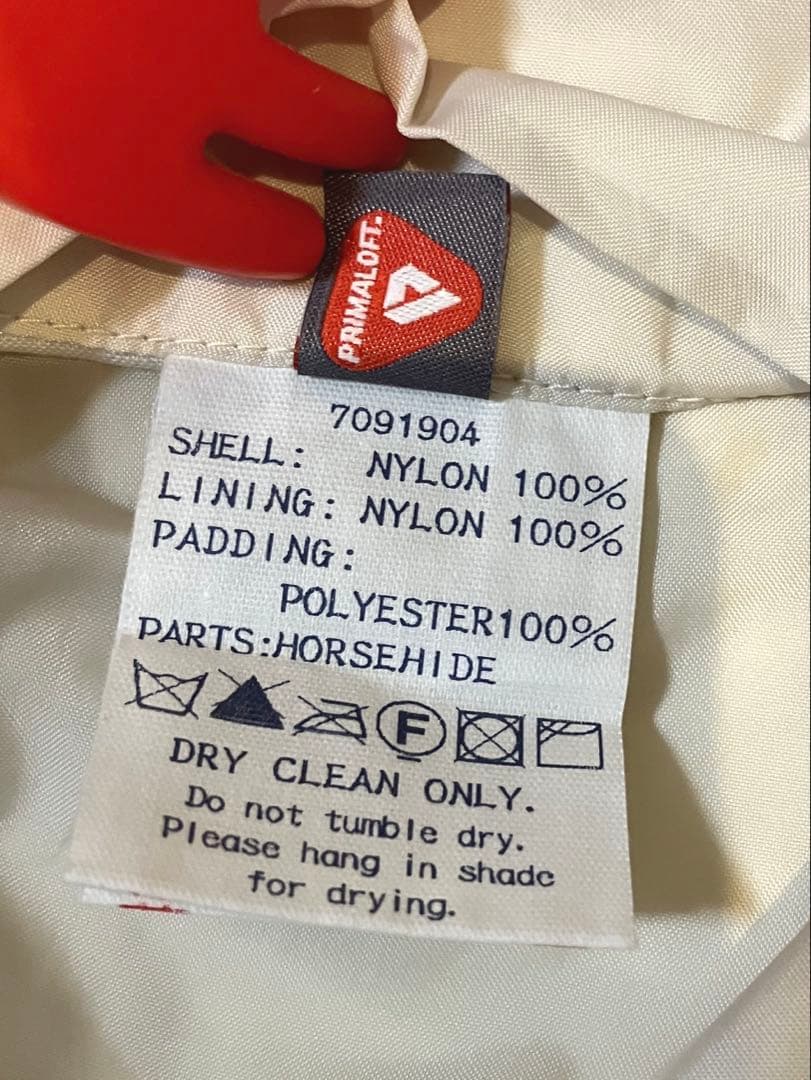 PRIMALOFT.
7091904
SHELL: NYLON 100%
LINING: NYLON 100%
PADDING:
POLYESTER100%
PARTS:HORSEHIDE
F
DRY CLEAN ONLY.
Do not tumble dry.
Please hang in shade
for drying.